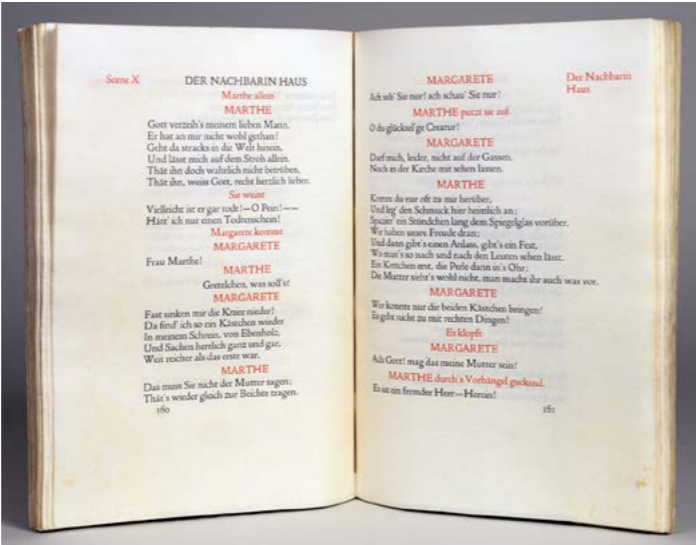 Scene X
DER NACHBARIN HAUS
Marthe allein
MARTHE
Gott verzeih's meinem lieben Mann,
Er hat an mir nicht wohl gethan!
Geht da stracks in die Welt hinein,
Und lässt mich auf dem Stroh allein.
Thät ihn doch wahrlich nicht betrüben,
Thät ihn, weiss Gott, recht herzlich lieben.
Sie weint
Vielleicht ist er gar todt!—O Pein!——
Hätt' ich nur einen Todtenschein!
Margarete kommt
MARGARETE
Frau Marthe!
MARTHE
Gretelchen, was soll's?
MARGARETE
Fast sinken mir die Kniee nieder!
Da find' ich so ein Kästchen wieder
In meinem Schrein, von Ebenholz,
Und Sachen herrlich ganz und gar,
Weit reicher als das erste war.
MARTHE
Das muss Sie nicht der Mutter sagen;
Thät's wieder gleich zur Beichte tragen.
160
MARGARETE
Der Nachbarin
Haus
Ach seh' Sie nur! ach schau' Sie nur!
MARTHE putzt sie auf.
O du glücksel'ge Creatur!
MARGARETE
Darf mich, leider, nicht auf der Gassen,
Noch in der Kirche mit sehen lassen.
MARTHE
Komm du nur oft zu mir herüber,
Und leg' den Schmuck hier heimlich an;
Spazier' ein Stündchen lang dem Spiegelglas vorüber,
Wir haben unsre Freude dran;
Und dann gibt's einen Anlass, gibt's ein Fest,
Wo man's so nach und nach den Leuten sehen lässt.
Ein Kettchen erst, die Perle dann in's Ohr;
Die Mutter sieht's wohl nicht, man macht ihr auch was vor.
MARGARETE
Wer konnte nur die beiden Kästchen bringen?
Es geht nicht zu mit rechten Dingen!
Es klopft
MARGARETE
Ach Gott! mag das meine Mutter sein?
MARTHE durch's Vorhängel guckend.
Es ist ein fremder Herr—Herein!
161